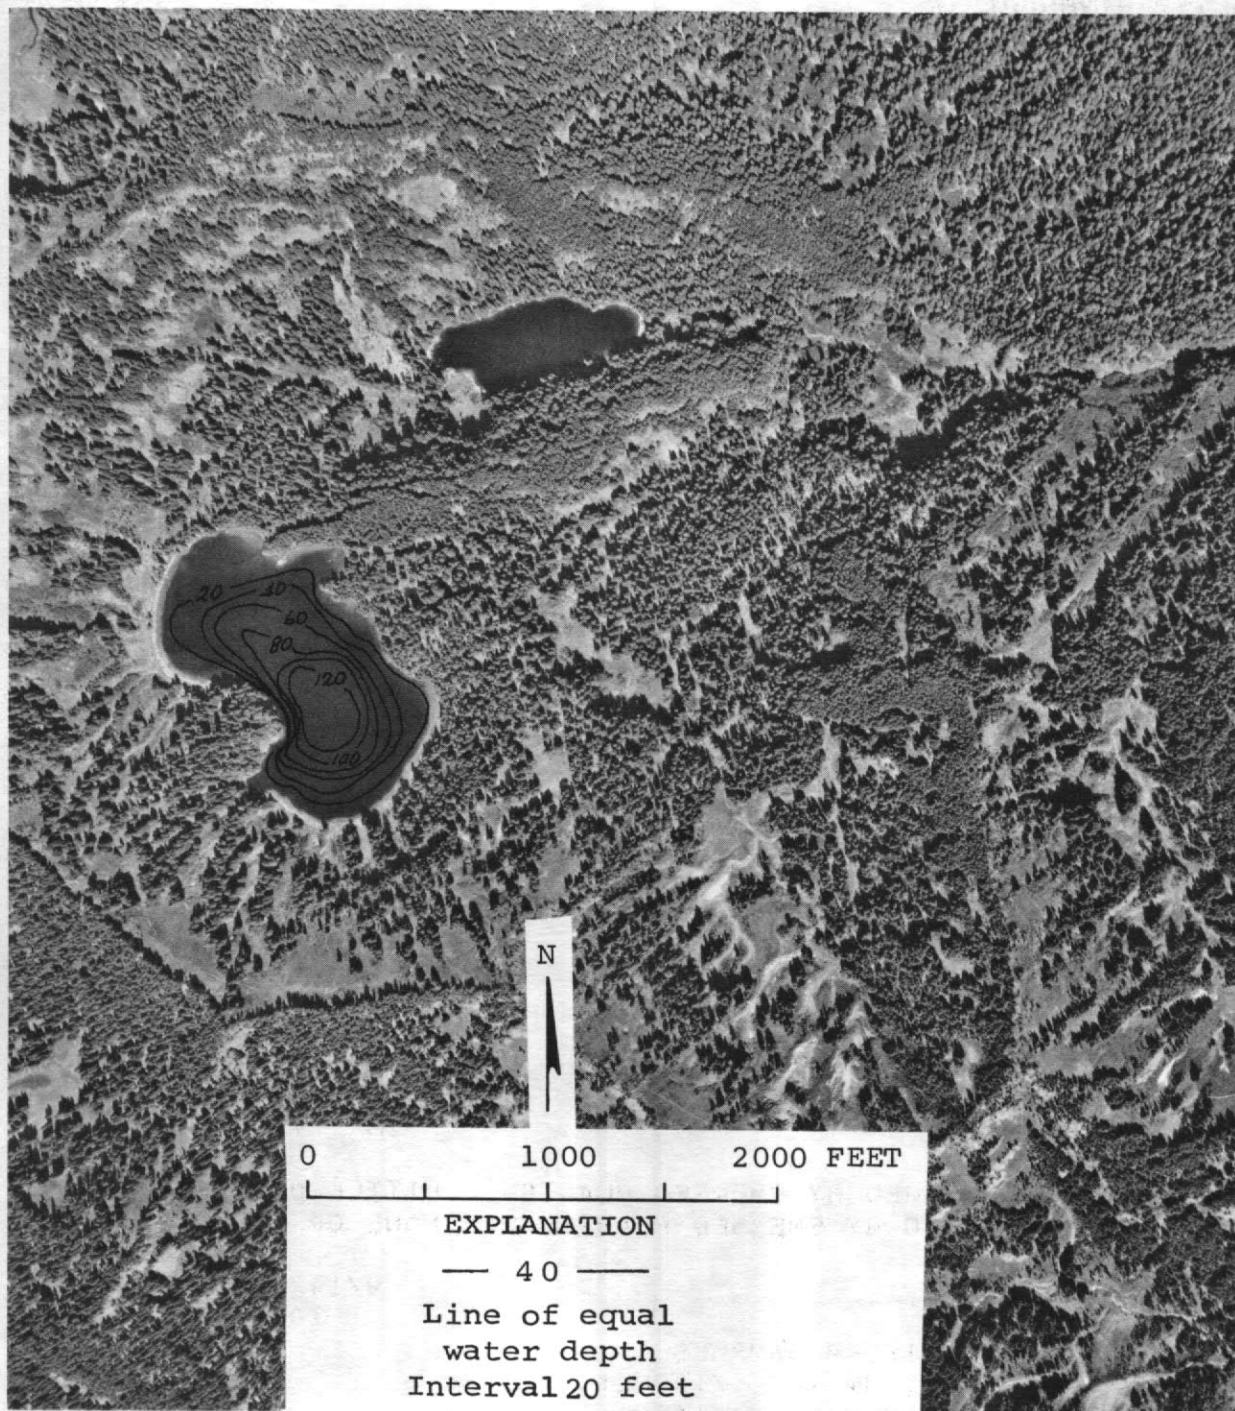 20
40
60
80
120
100
N
0 1000 2000 FEET
EXPLANATION
— 40 —
Line of equal
water depth
Interval 20 feet